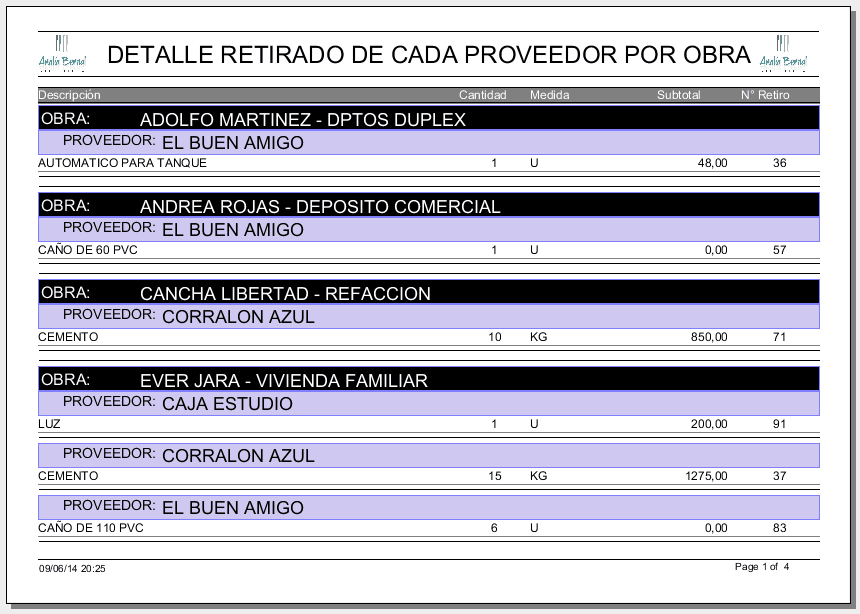 Analía Bernal DETALLE RETIRADO DE CADA PROVEEDOR POR OBRA Analía Bernal
Descripción Cantidad Medida Subtotal N° Retiro
OBRA: ADOLFO MARTINEZ - DPTOS DUPLEX
PROVEEDOR: EL BUEN AMIGO
AUTOMATICO PARA TANQUE 1 U 48,00 36
OBRA: ANDREA ROJAS - DEPOSITO COMERCIAL
PROVEEDOR: EL BUEN AMIGO
CAÑO DE 60 PVC 1 U 0,00 57
OBRA: CANCHA LIBERTAD - REFACCION
PROVEEDOR: CORRALON AZUL
CEMENTO 10 KG 850,00 71
OBRA: EVER JARA - VIVIENDA FAMILIAR
PROVEEDOR: CAJA ESTUDIO
LUZ 1 U 200,00 91
PROVEEDOR: CORRALON AZUL
CEMENTO 15 KG 1275,00 37
PROVEEDOR: EL BUEN AMIGO
CAÑO DE 110 PVC 6 U 0,00 83
09/06/14 20:25 Page 1 of 4